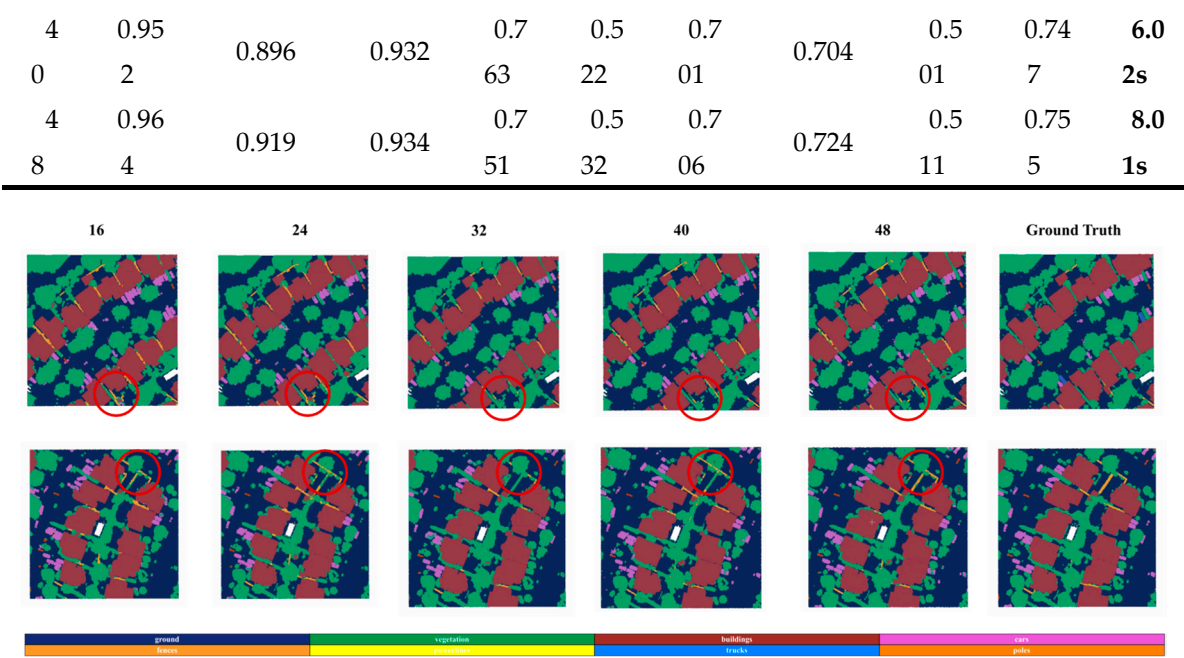 4 0.95 0.7 0.5 0.7 0.5 0.74 6.0
0.896 0.932 0.704
0 2 63 22 01 01 7 2s
4 0.96 0.7 0.5 0.7 0.5 0.75 8.0
0.919 0.934 0.724
8 4 51 32 06 11 5 1s
16 24 32 40 48 Ground Truth
ground vegetation buildings cars
fences powerlines trucks poles